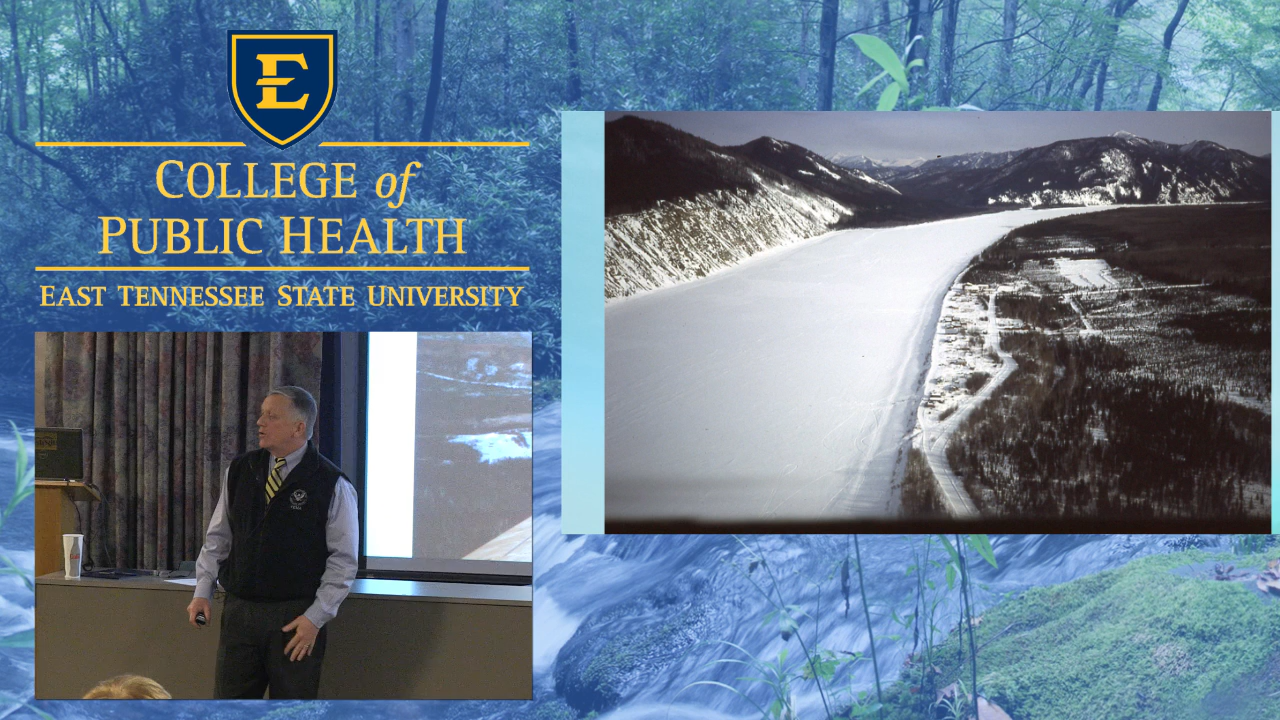 E
COLLEGE of
PUBLIC HEALTH
EAST TENNESSEE STATE UNIVERSITY